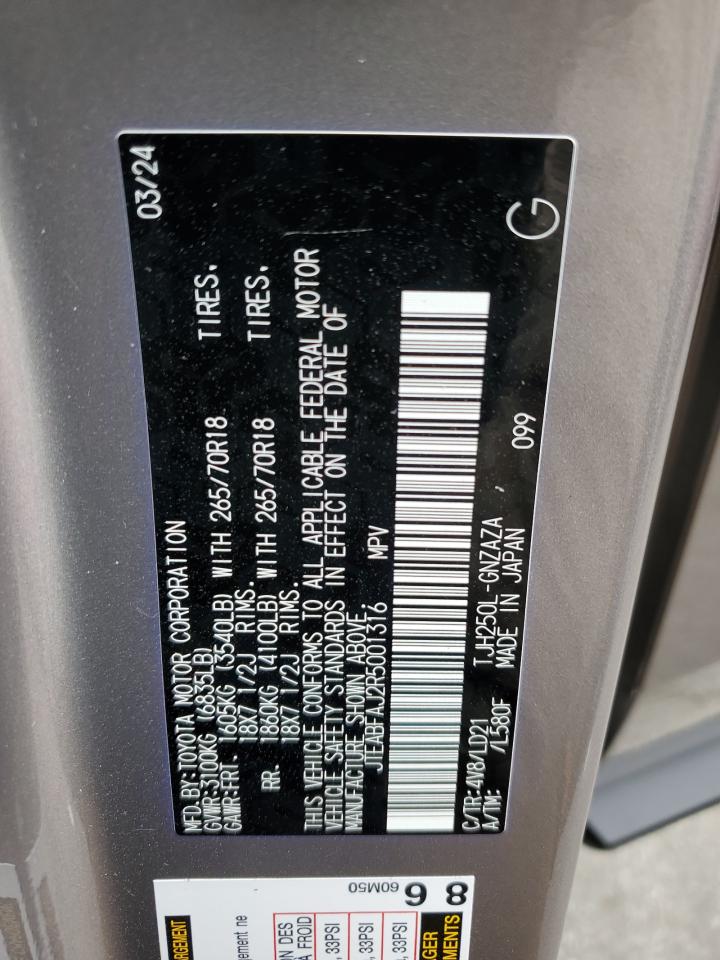 MFD.BY:TOYOTA MOTOR CORPORATION 03/24
GVWR:3100KG (6835LB)
GAWR:FRT. 1605KG (3540LB) WITH 265/70R18 TIRES,
18X7 1/2J RIMS.
RR. 1860KG (4100LB) WITH 265/70R18 TIRES,
18X7 1/2J RIMS.
THIS VEHICLE CONFORMS TO ALL APPLICABLE FEDERAL MOTOR
VEHICLE SAFETY STANDARDS IN EFFECT ON THE DATE OF
MANUFACTURE SHOWN ABOVE.
JTEABFAJ2R5001316 MPV
C/TR:4V8/LD21 TJH250L-GNZAZA 099
A/TM: /L580F MADE IN JAPAN
G
60M50
8
6
33PSI
33PSI
33PSI